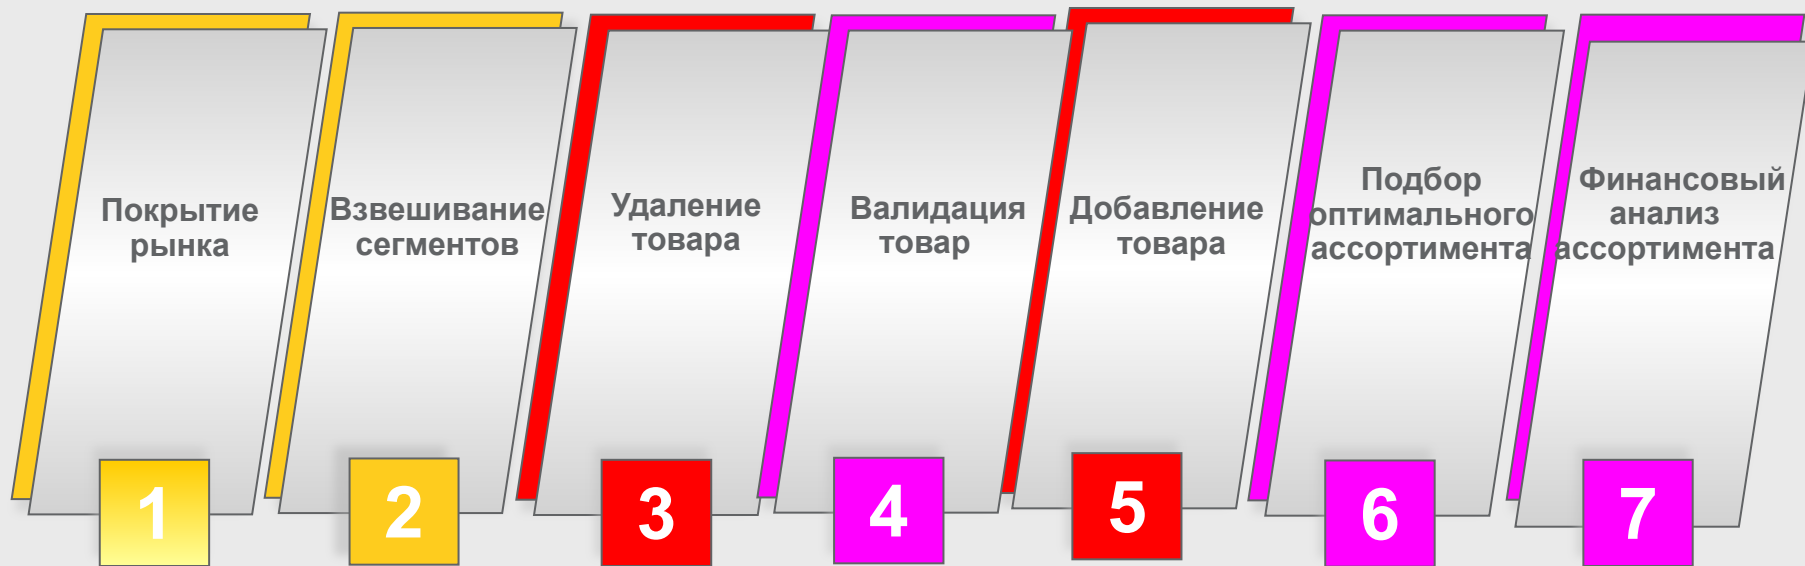 Покрытие
рынка
1
Взвешивание
сегментов
2
Удаление
товара
3
Валидация
товар
4
Добавление
товара
5
Подбор
оптимального
ассортимента
6
Финансовый
анализ
ассортимента
7